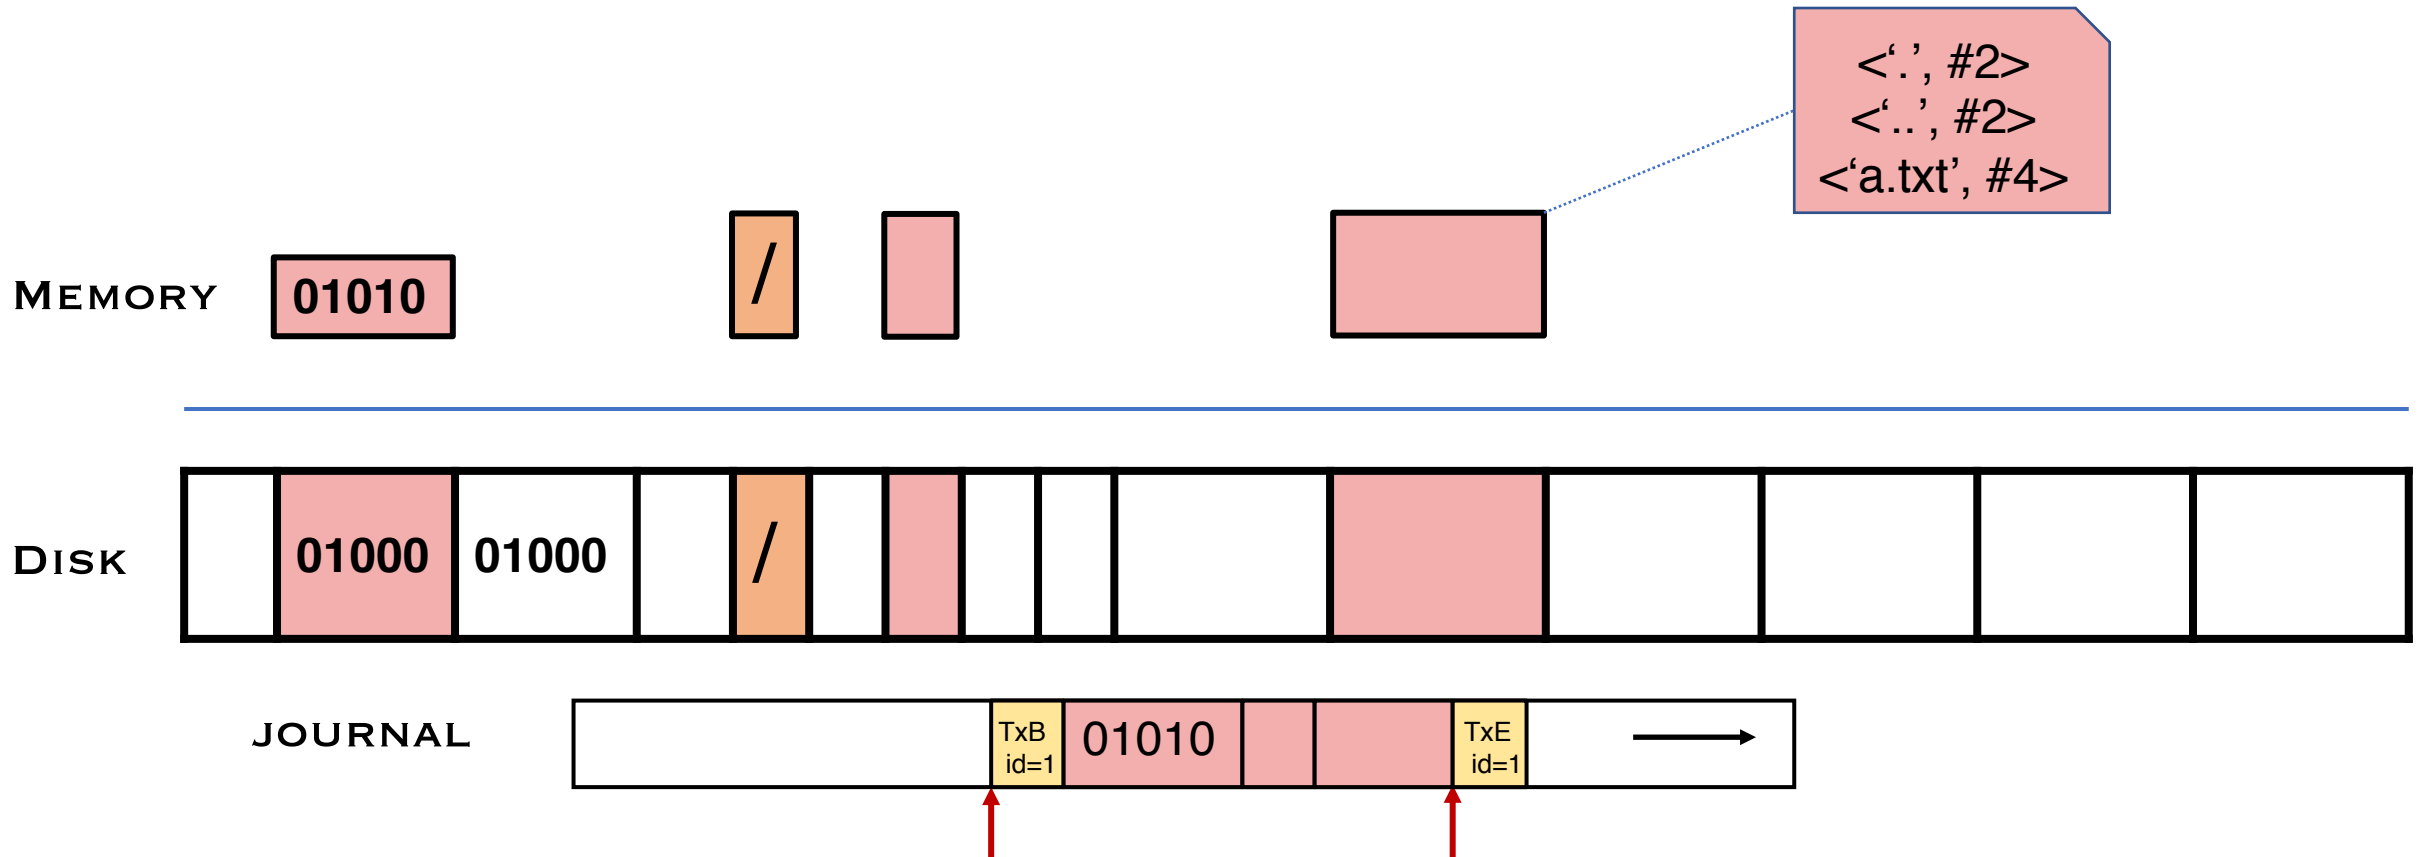 <‘.’, #2>
<‘..’, #2>
<‘a.txt’, #4>
MEMORY
01010
/
DISK
01000
01000
/
JOURNAL
TxB
id=1
01010
TxE
id=1